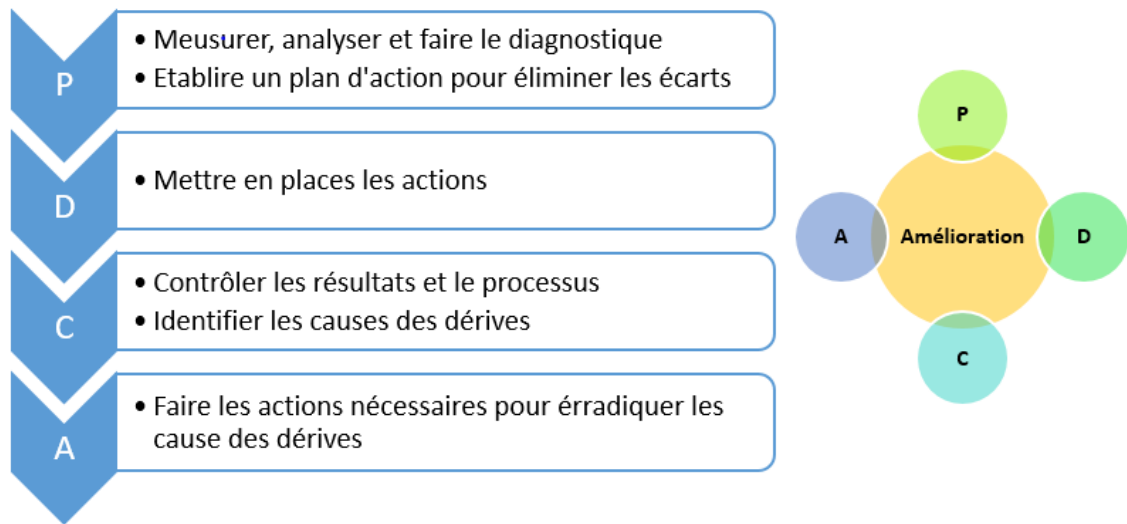 P
• Meusurer, analyser et faire le diagnostique
• Etablire un plan d'action pour éliminer les écarts
D
• Mettre en places les actions
C
• Contrôler les résultats et le processus
• Identifier les causes des dérives
A
• Faire les actions nécessaires pour érradiquer les
cause des dérives
P
A
Amélioration
D
C